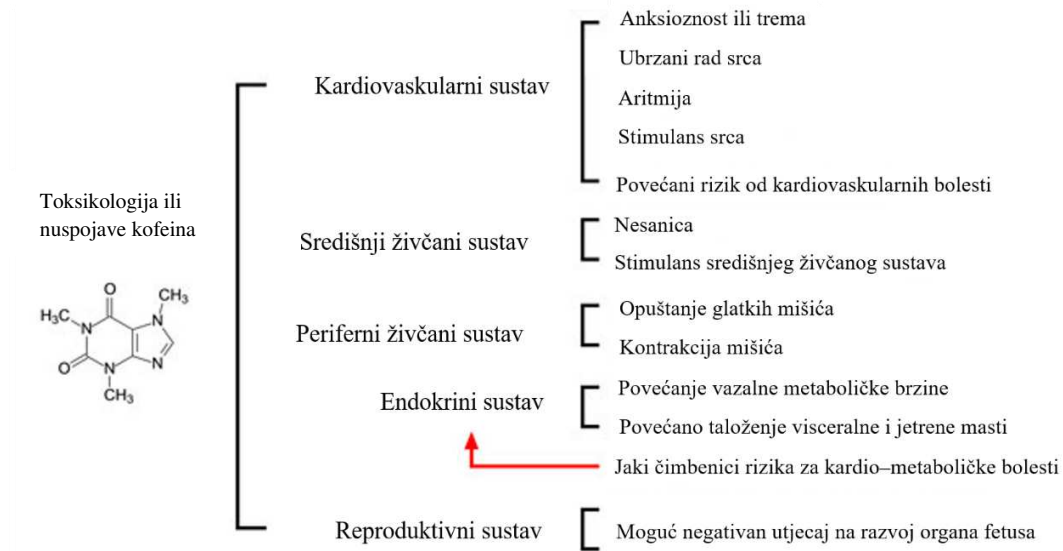 Toksikologija ili
nuspojave kofeina
O
CH3
H3C
N
N
O
N
N
CH3
Kardiovaskularni sustav
Anksioznost ili trema
Ubrzani rad srca
Aritmija
Stimulans srca
Povećani rizik od kardiovaskularnih bolesti
Središnji živčani sustav
Nesanica
Stimulans središnjeg živčanog sustava
Periferni živčani sustav
Opuštanje glatkih mišića
Kontrakcija mišića
Endokrini sustav
Povećanje vazalne metaboličke brzine
Povećano taloženje visceralne i jetrene masti
Jaki čimbenici rizika za kardio–metaboličke bolesti
Reproduktivni sustav
Moguć negativan utjecaj na razvoj organa fetusa